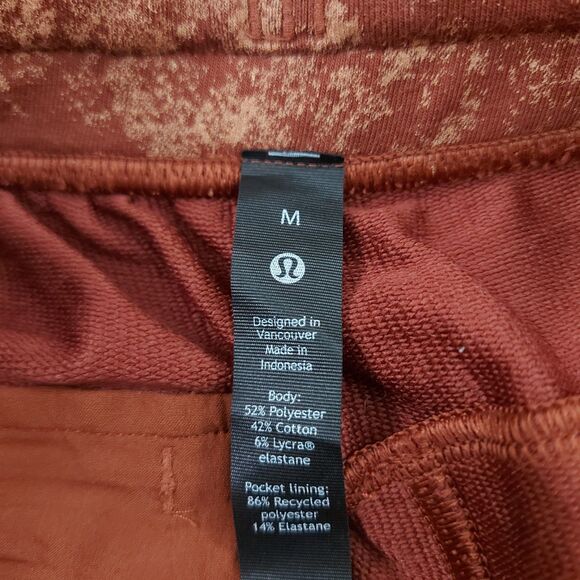 M
Designed in
Vancouver
Made in
Indonesia
Body:
52% Polyester
42% Cotton
6% Lycra®
elastane
Pocket lining:
86% Recycled
polyester
14% Elastane